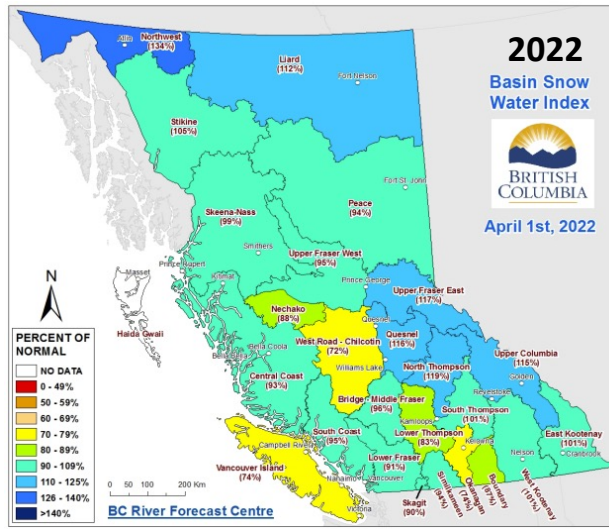 2022
Basin Snow
Water Index
BRITISH
COLUMBIA
April 1st, 2022
Atlin
Northwest
(134%)
Liard
(112%)
Fort Nelson
Stikine
(105%)
Fort St. John
Peace
(94%)
Skeena-Nass
(99%)
Smithers
Upper Fraser West
(95%)
Prince Rupert
Masset
Kitimat
Prince George
Upper Fraser East
(117%)
Nechako
(88%)
Quesnel
Quesnel
(116%)
Haida Gwaii
West Road - Chilcotin
(72%)
Bella Coola
Bella Bella
Williams Lake
North Thompson
(119%)
Upper Columbia
(115%)
Golden
Central Coast
(93%)
Bridge- Middle Fraser
(96%)
Revelstoke
South Thompson
(101%)
Kamloops
South Coast
(95%)
Lower Thompson
(83%)
Kelowna
East Kootenay
(101%)
Cranbrook
Campbell River
Vancouver Island
(74%)
Lower Fraser
(91%)
Nelson
Nanaimo
Vancouver
Victoria
Skagit
(90%)
Similkameen
(94%)
Okanagan
(74%)
Boundary
(87%)
West Kootenay
(101%)
N
PERCENT OF
NORMAL
NO DATA
0 - 49%
50 - 59%
60 - 69%
70 - 79%
80 - 89%
90 - 109%
110 - 125%
126 - 140%
>140%
0 50 100 200 Km
BC River Forecast Centre